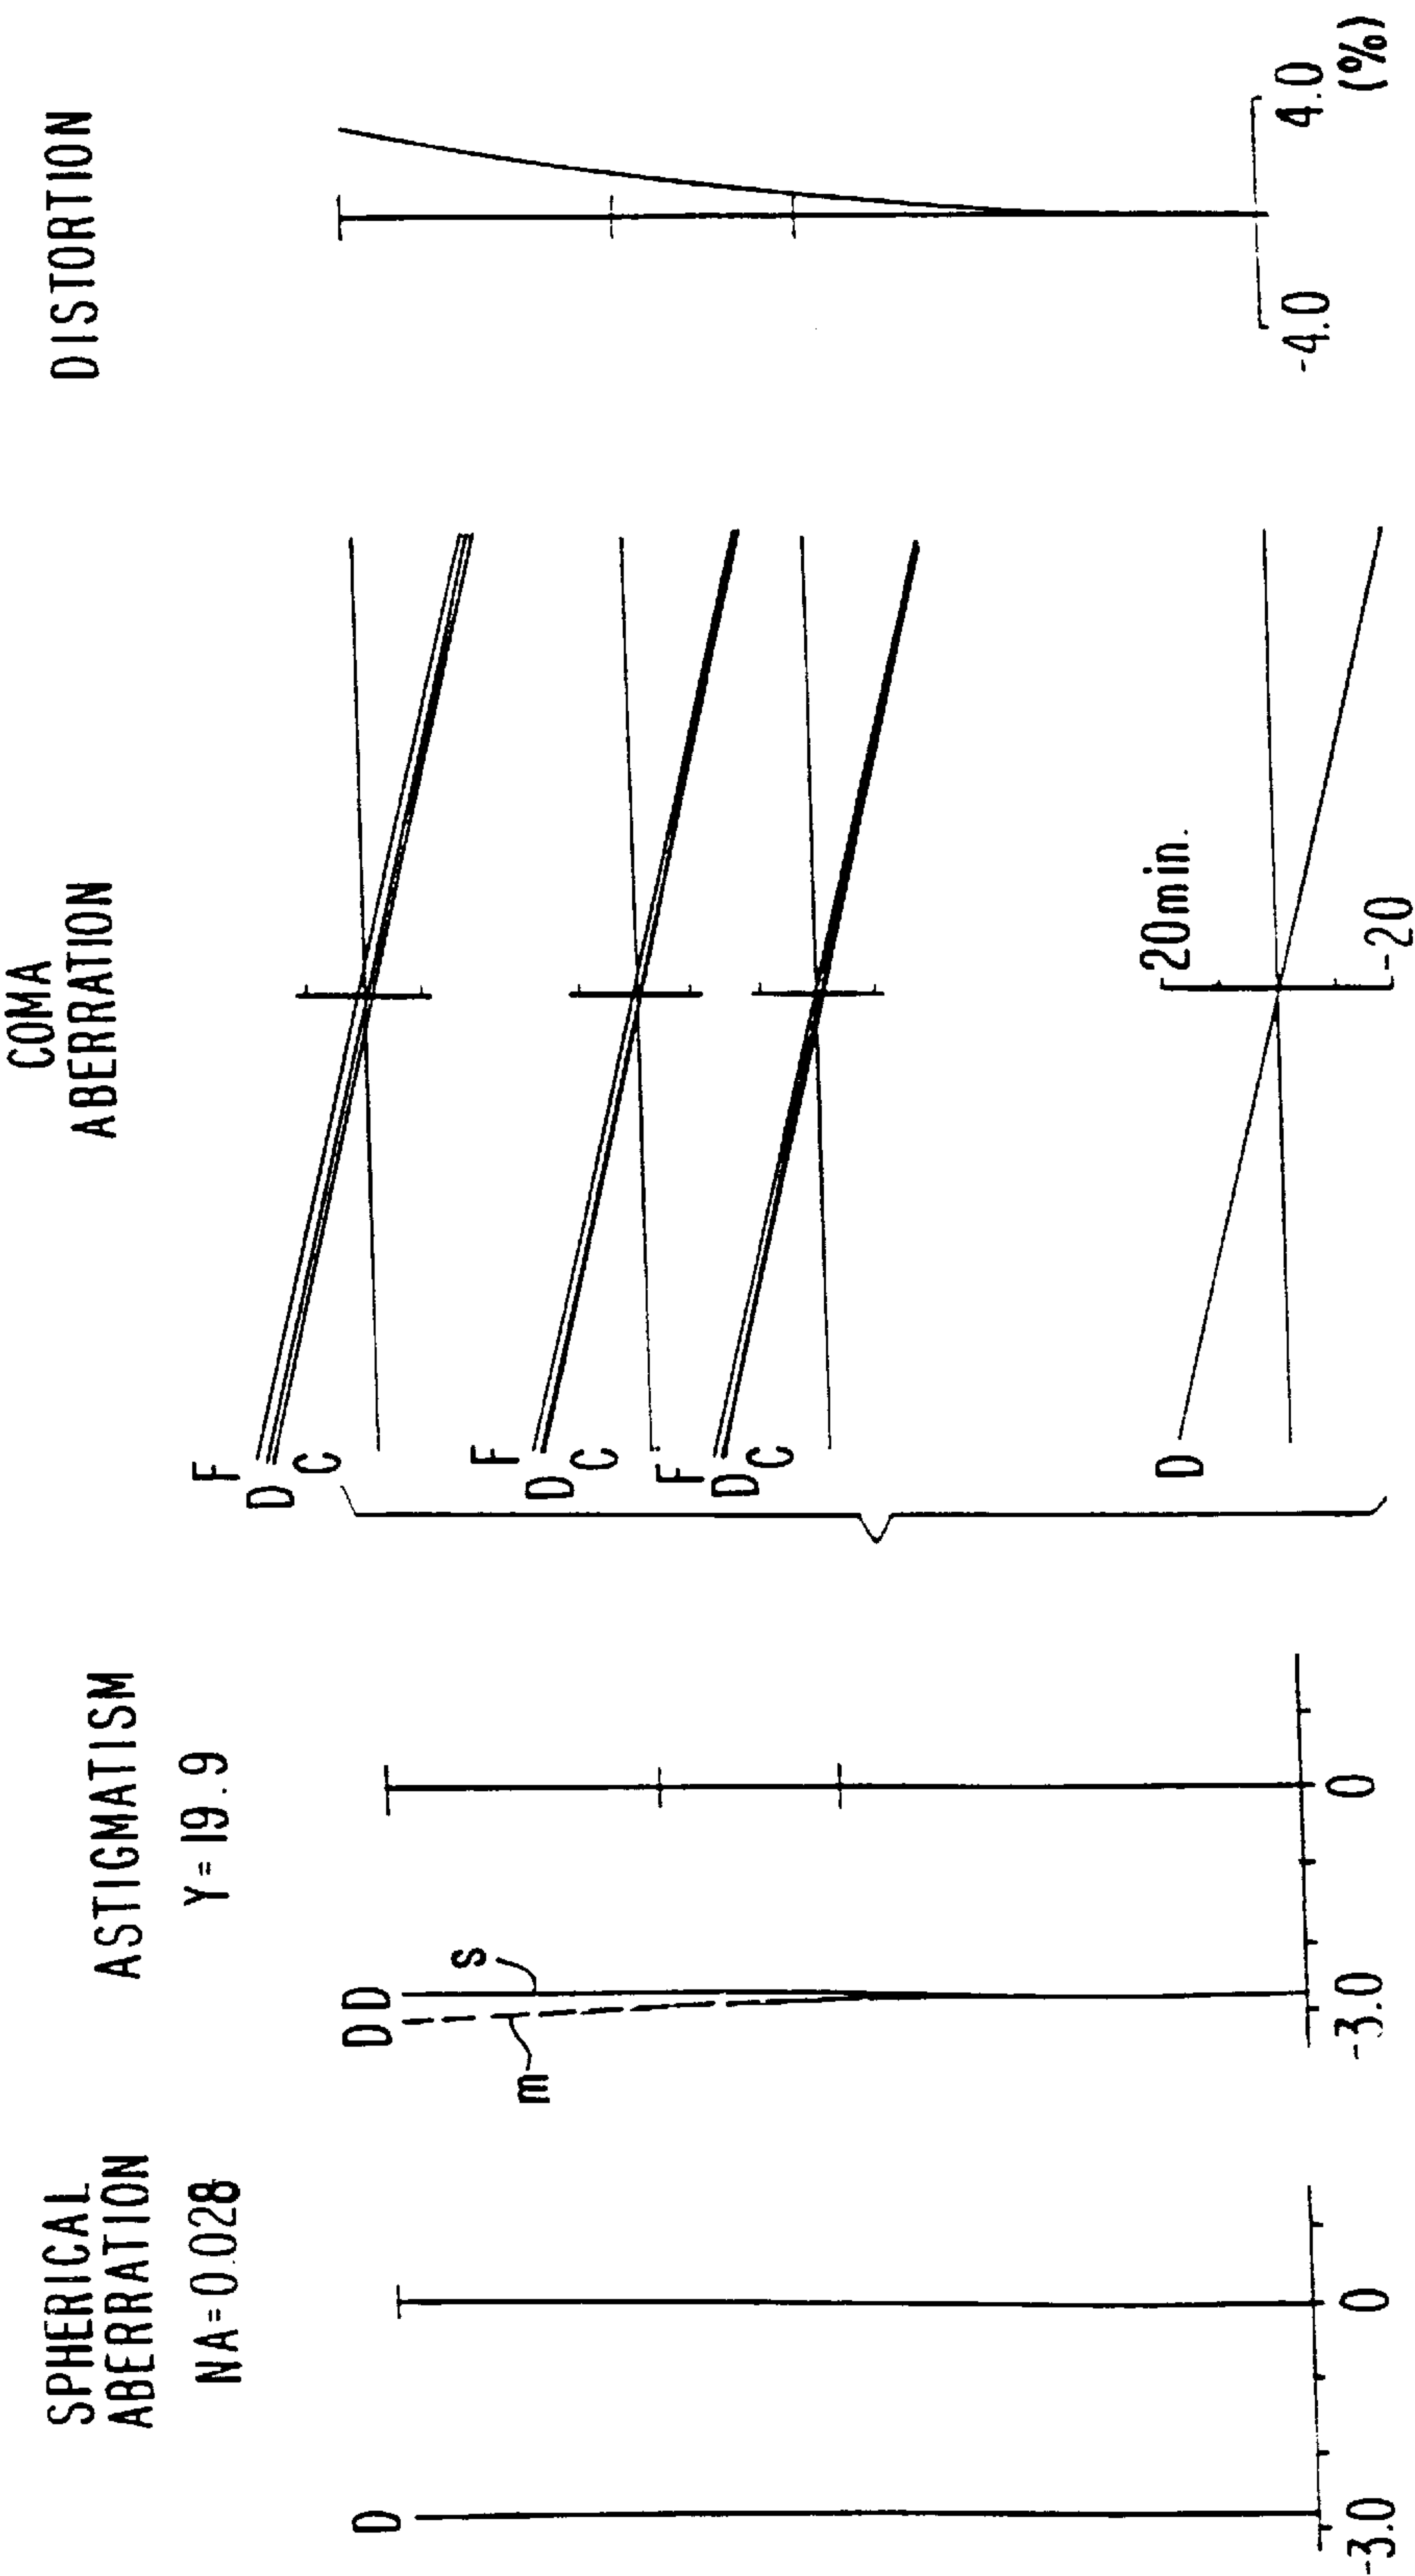 SPHERICAL
ABERRATION
NA=0.028
D
-3.0
0
ASTIGMATISM
Y=19.9
D
D
m
s
-3.0
0
COMA
ABERRATION
F
D
C
F
D
C
F
D
C
D
20min.
-20
DISTORTION
-4.0
4.0
(%)